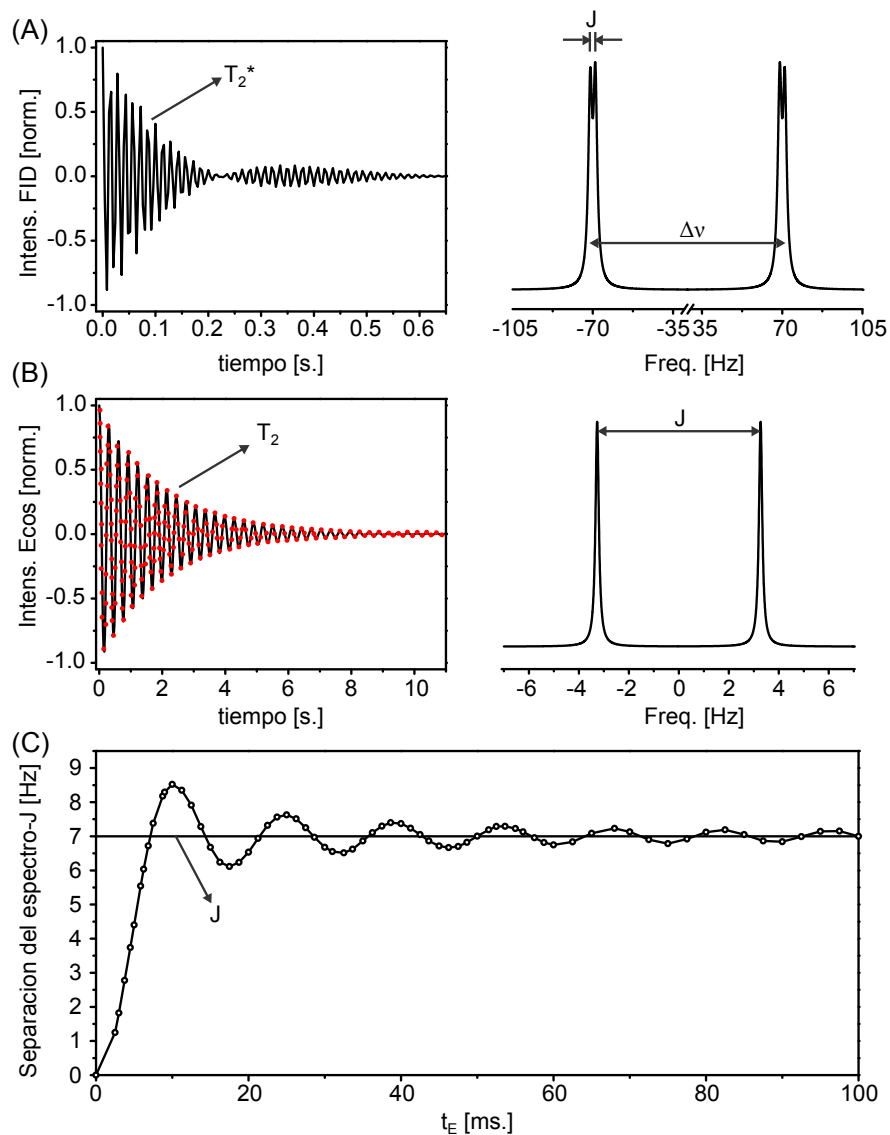 (A)
Intens. FID [norm.]
1.0
0.5
0.0
-0.5
-1.0
T2*
0.0 0.1 0.2 0.3 0.4 0.5 0.6
tiempo [s.]
J
Δν
-105 -70 -35 35 70 105
Freq. [Hz]
(B)
Intens. Ecos [norm.]
1.0
0.5
0.0
-0.5
-1.0
T2
0 2 4 6 8 10
tiempo [s.]
J
-6 -4 -2 0 2 4 6
Freq. [Hz]
(C)
Separacion del espectro-J [Hz]
9
8
7
6
5
4
3
2
1
0
J
0 20 40 60 80 100
tE [ms.]